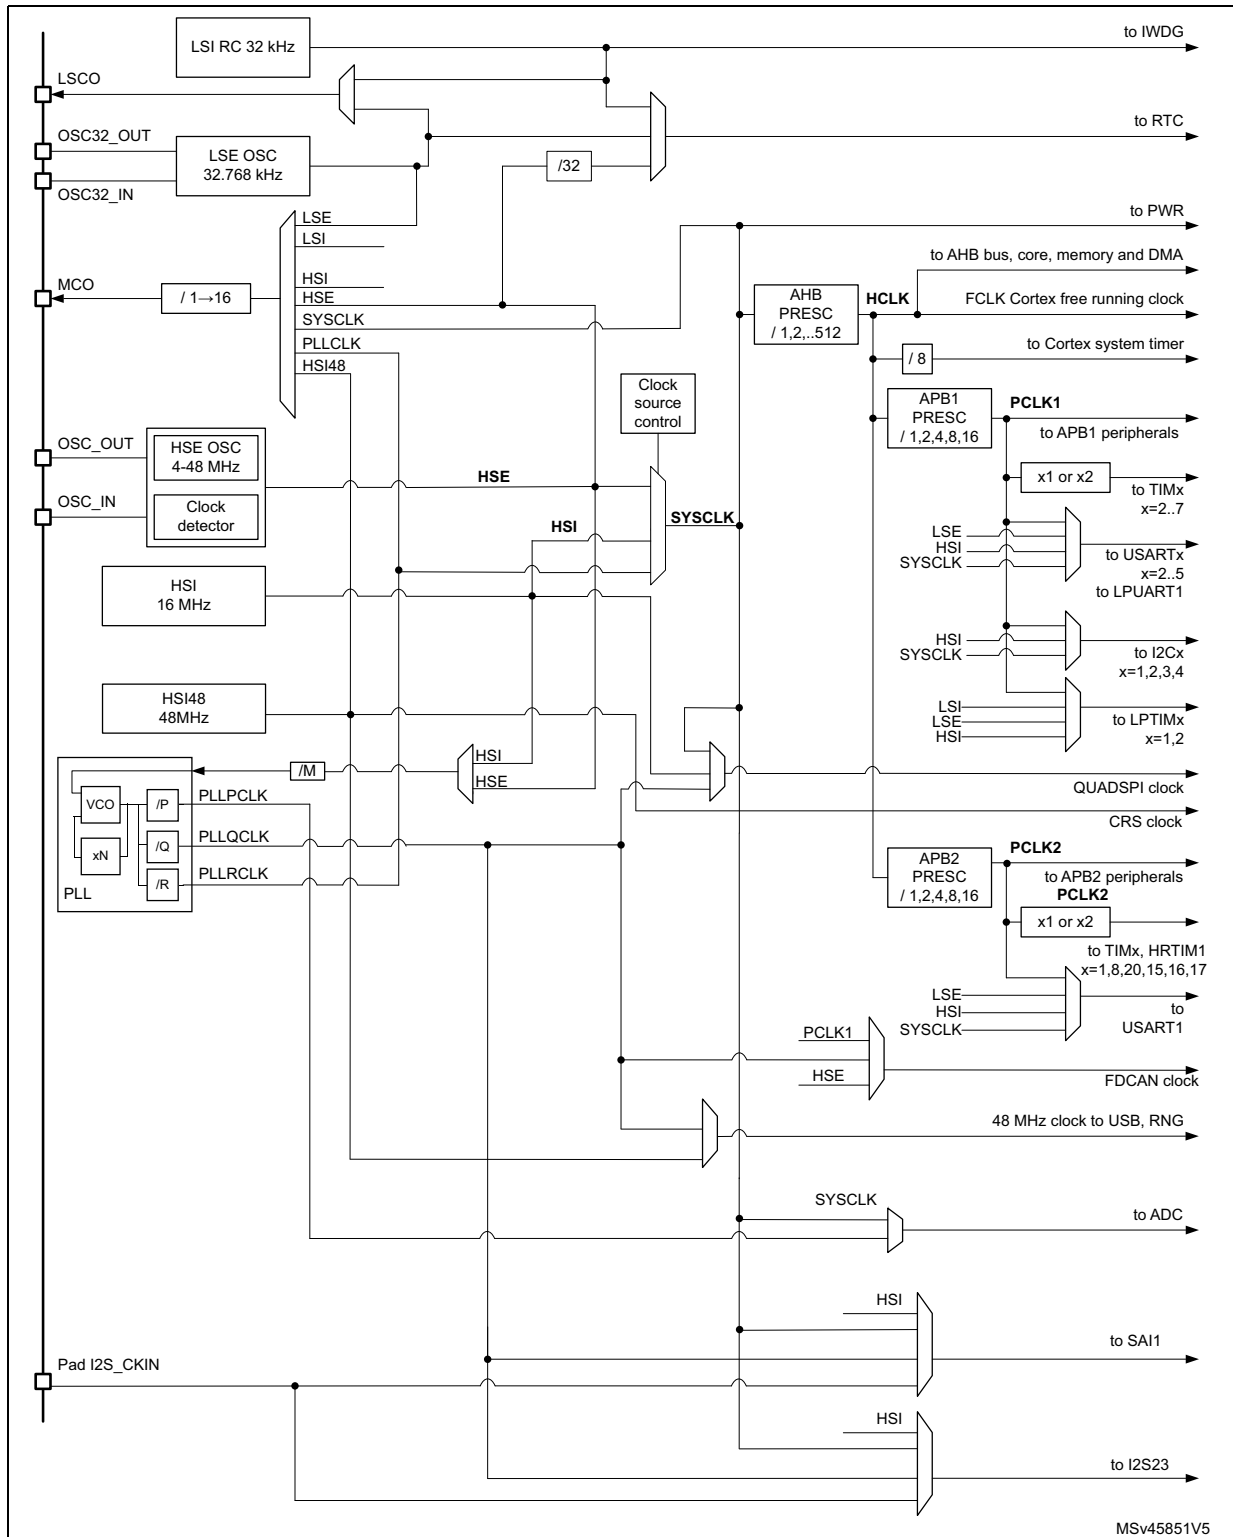 LSI RC 32 kHz
to IWDG
LSCO
to RTC
OSC32_OUT
LSE OSC
32.768 kHz
/32
OSC32_IN
to PWR
LSE
LSI
to AHB bus, core, memory and DMA
MCO
/ 1→16
HSI
HSE
SYSCLK
PLLCLK
HSI48
AHB
PRESC
/ 1,2,..512
HCLK
FCLK Cortex free running clock
to Cortex system timer
/ 8
Clock
source
control
APB1
PRESC
/ 1,2,4,8,16
PCLK1
to APB1 peripherals
OSC_OUT
HSE OSC
4-48 MHz
HSE
x1 or x2
to TIMx
x=2..7
OSC_IN
Clock
detector
HSI
SYSCLK
LSE
HSI
SYSCLK
to USARTx
x=2..5
to LPUART1
HSI
16 MHz
HSI
SYSCLK
to I2Cx
x=1,2,3,4
HSI48
48MHz
LSI
LSE
HSI
to LPTIMx
x=1,2
/M
HSI
HSE
QUADSPI clock
CRS clock
VCO
xN
PLL
/P
/Q
/R
PLLPCLK
PLLQCLK
PLLRCLK
APB2
PRESC
/ 1,2,4,8,16
PCLK2
to APB2 peripherals
PCLK2
x1 or x2
to TIMx, HRTIM1
x=1,8,20,15,16,17
LSE
HSI
SYSCLK
to
USART1
PCLK1
HSE
FDCAN clock
48 MHz clock to USB, RNG
SYSCLK
to ADC
HSI
to SAI1
Pad I2S_CKIN
HSI
to I2S23
MSv45851V5